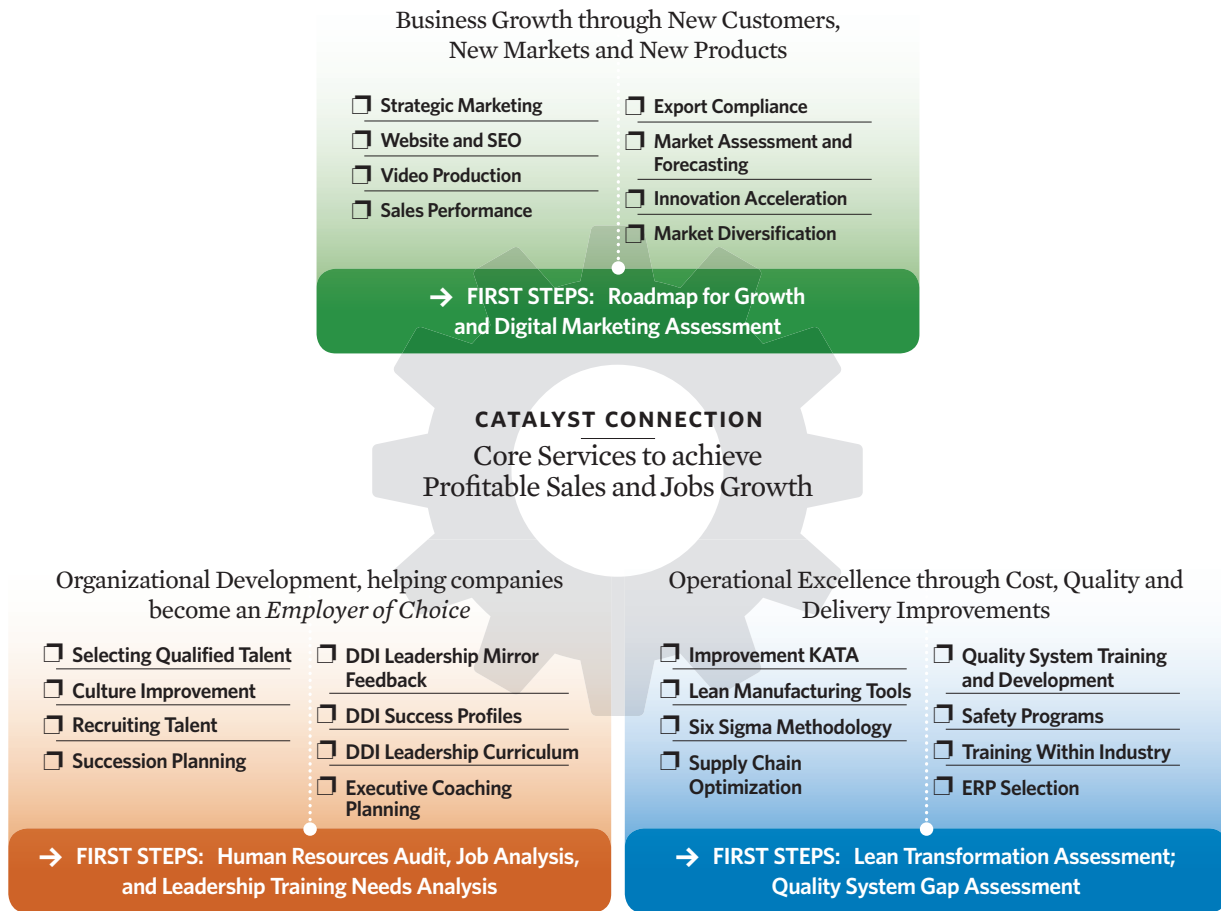 Business Growth through New Customers,
New Markets and New Products
Strategic Marketing
Website and SEO
Video Production
Sales Performance
Export Compliance
Market Assessment and
Forecasting
Innovation Acceleration
Market Diversification
→ FIRST STEPS: Roadmap for Growth
and Digital Marketing Assessment
CATALYST CONNECTION
Core Services to achieve
Profitable Sales and Jobs Growth
Organizational Development, helping companies
become an Employer of Choice
Selecting Qualified Talent
Culture Improvement
Recruiting Talent
Succession Planning
DDI Leadership Mirror
Feedback
DDI Success Profiles
DDI Leadership Curriculum
Executive Coaching
Planning
→ FIRST STEPS: Human Resources Audit, Job Analysis,
and Leadership Training Needs Analysis
Operational Excellence through Cost, Quality and
Delivery Improvements
Improvement KATA
Lean Manufacturing Tools
Six Sigma Methodology
Supply Chain
Optimization
Quality System Training
and Development
Safety Programs
Training Within Industry
ERP Selection
→ FIRST STEPS: Lean Transformation Assessment;
Quality System Gap Assessment